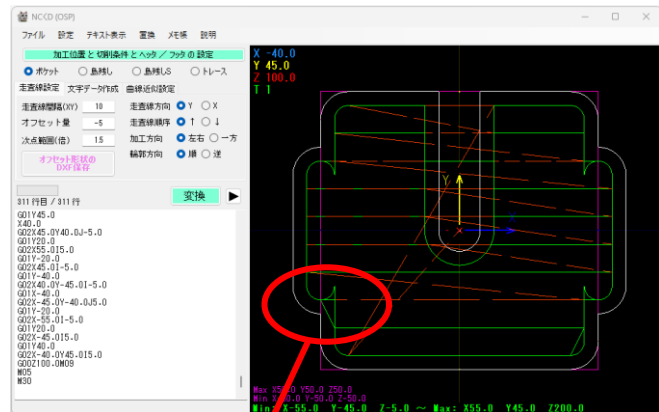 NCCD (OSP)
ファイル 設定 テキスト表示 置換 メモ帳 説明
加工位置と切削条件とヘッダ／フッタの設定
ポケット 島残し 島残しS トレース
走査線設定 文字データ作成 曲線近似設定
走査線間隔(XY) 10 走査線方向 Y X
オフセット量 -5 走査線順序 ↑ ↓
次点範囲(倍) 15 加工方向 左右 一方
輪郭方向 順 逆
オフセット形状の
DXF保存
変換
311 行目 / 311 行
G01Y45.0
X40.0
G02X45.0Y40.0J-5.0
G01Y20.0
G02X55.0I5.0
G01Y-20.0
G02X45.0I-5.0
G01Y-40.0
G02X40.0Y-45.0I-5.0
G01X-40.0
G02X-45.0Y-40.0J5.0
G01Y-20.0
G02X-55.0I-5.0
G01Y20.0
G02X-45.0I5.0
G01Y40.0
G02X-40.0Y45.0I5.0
G00Z100.0M09
M05
M30
X -40.0
Y 45.0
Z 100.0
T 1
Y
X
Y50.0 Z50.0
Y-50.0 Z-50.0
Min: X-55.0 Y-45.0 Z-5.0 ～ Max: X55.0 Y45.0 Z200.0